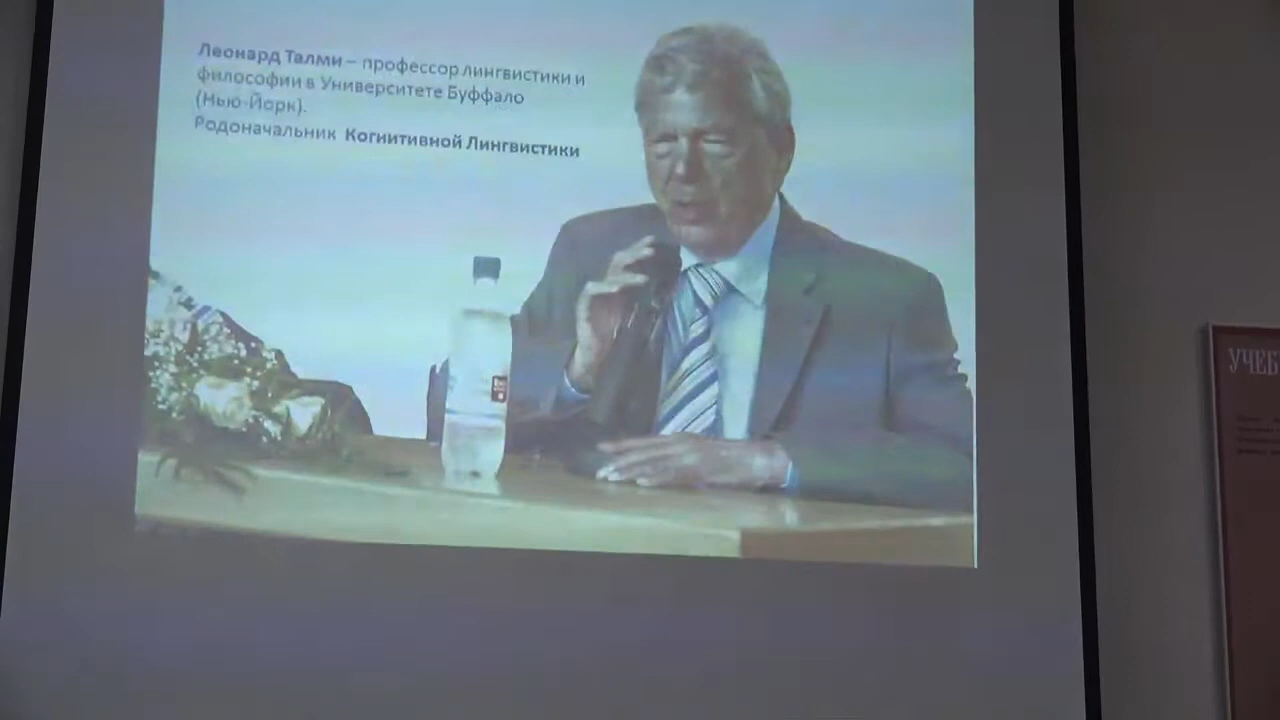 Леонард Талми – профессор лингвистики и
философии в Университете Буффало
(Нью-Йорк).
Родоначальник Когнитивной Лингвистики
УЧЕБ